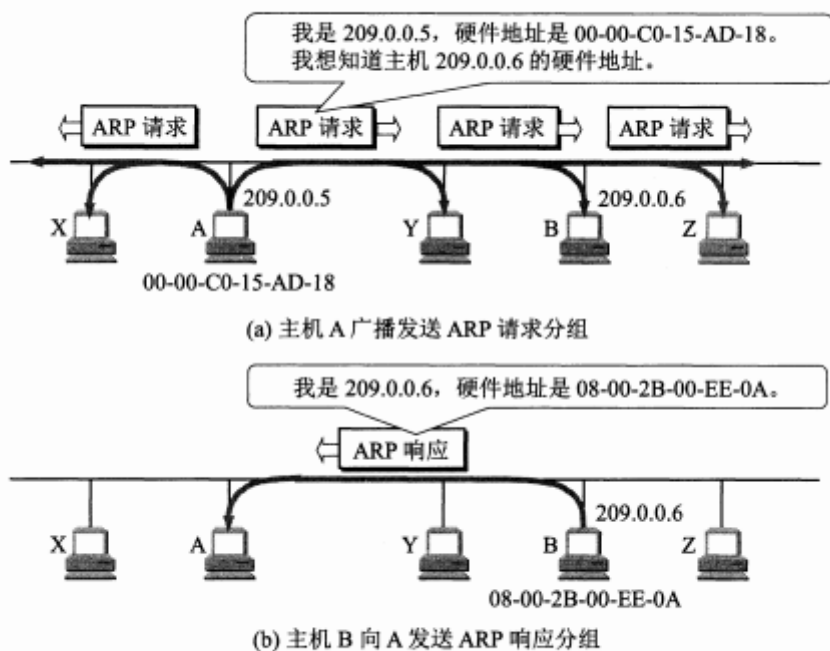 我是 209.0.0.5，硬件地址是 00-00-C0-15-AD-18。
我想知道主机 209.0.0.6 的硬件地址。
ARP 请求
ARP 请求
ARP 请求
ARP 请求
209.0.0.5
209.0.0.6
X
A
Y
B
Z
00-00-C0-15-AD-18
(a) 主机 A 广播发送 ARP 请求分组
我是 209.0.0.6，硬件地址是 08-00-2B-00-EE-0A。
ARP 响应
209.0.0.6
X
A
Y
B
Z
08-00-2B-00-EE-0A
(b) 主机 B 向 A 发送 ARP 响应分组